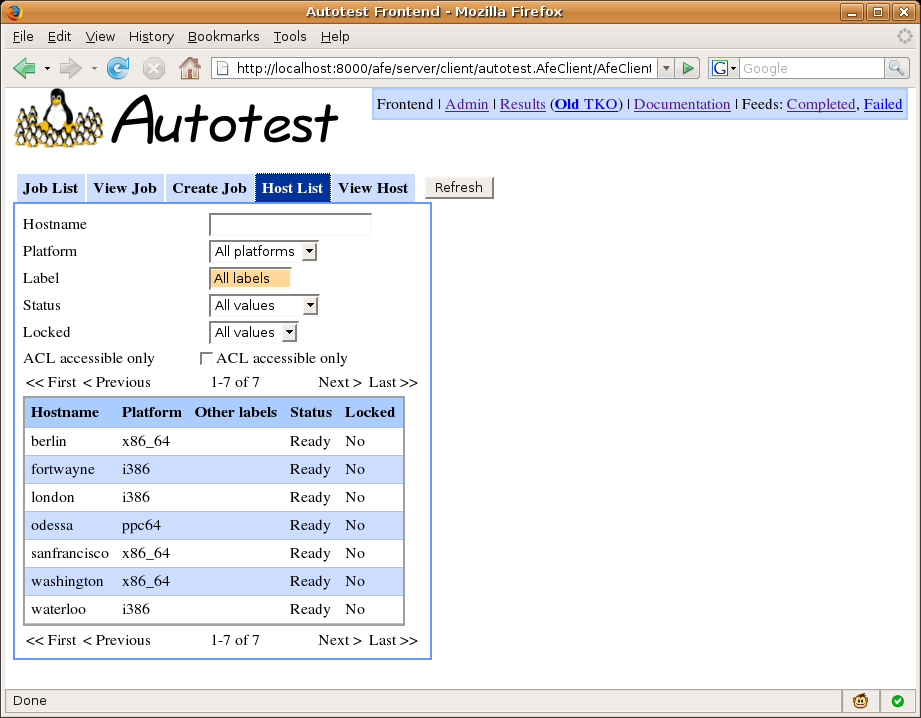 Autotest Frontend - Mozilla Firefox
File Edit View History Bookmarks Tools Help
http://localhost:8000/afe/server/client/autotest.AfeClient/AfeClient G Google
Autotest
Frontend | Admin | Results (Old TKO) | Documentation | Feeds: Completed, Failed
Job List View Job Create Job Host List View Host Refresh
Hostname
Platform All platforms
Label All labels
Status All values
Locked All values
ACL accessible only ACL accessible only
<< First < Previous 1-7 of 7 Next > Last >>
Hostname Platform Other labels Status Locked
berlin x86_64 Ready No
fortwayne i386 Ready No
london i386 Ready No
odessa ppc64 Ready No
sanfrancisco x86_64 Ready No
washington x86_64 Ready No
waterloo i386 Ready No
<< First < Previous 1-7 of 7 Next > Last >>
Done